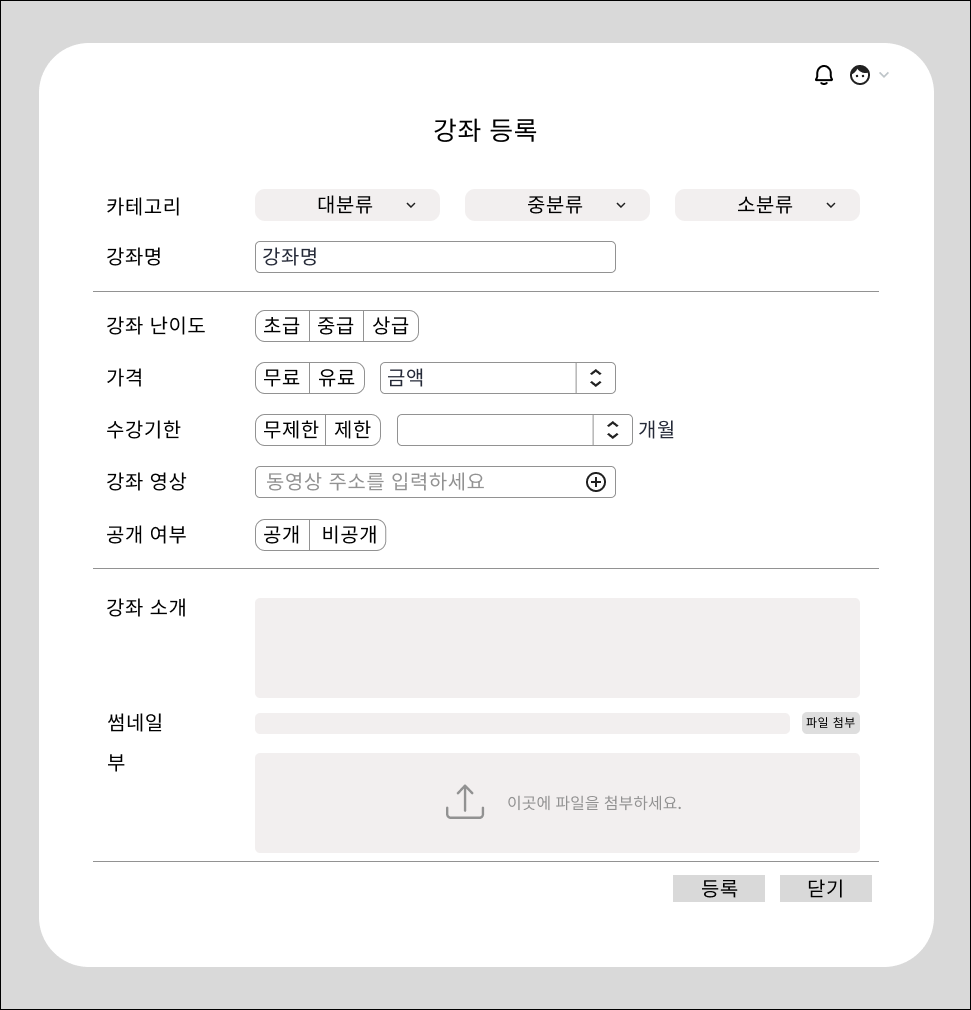 강좌 등록
카테고리 대분류 중분류 소분류
강좌명 강좌명
강좌 난이도 초급 중급 상급
가격 무료 유료 금액
수강기한 무제한 제한 개월
강좌 영상 동영상 주소를 입력하세요
공개 여부 공개 비공개
강좌 소개
썸네일 파일 첨부
부
이곳에 파일을 첨부하세요.
등록 닫기